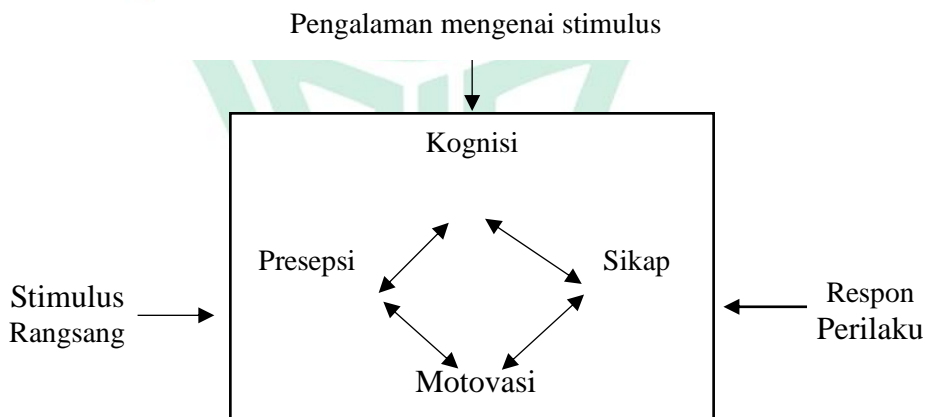 Pengalaman mengenai stimulus
Kognisi
Presepsi
Sikap
Stimulus
Rangsang
Respon
Perilaku
Motovasi